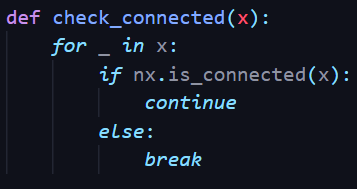 def check_connected(x):
    for _ in x:
        if nx.is_connected(x):
            continue
        else:
            break